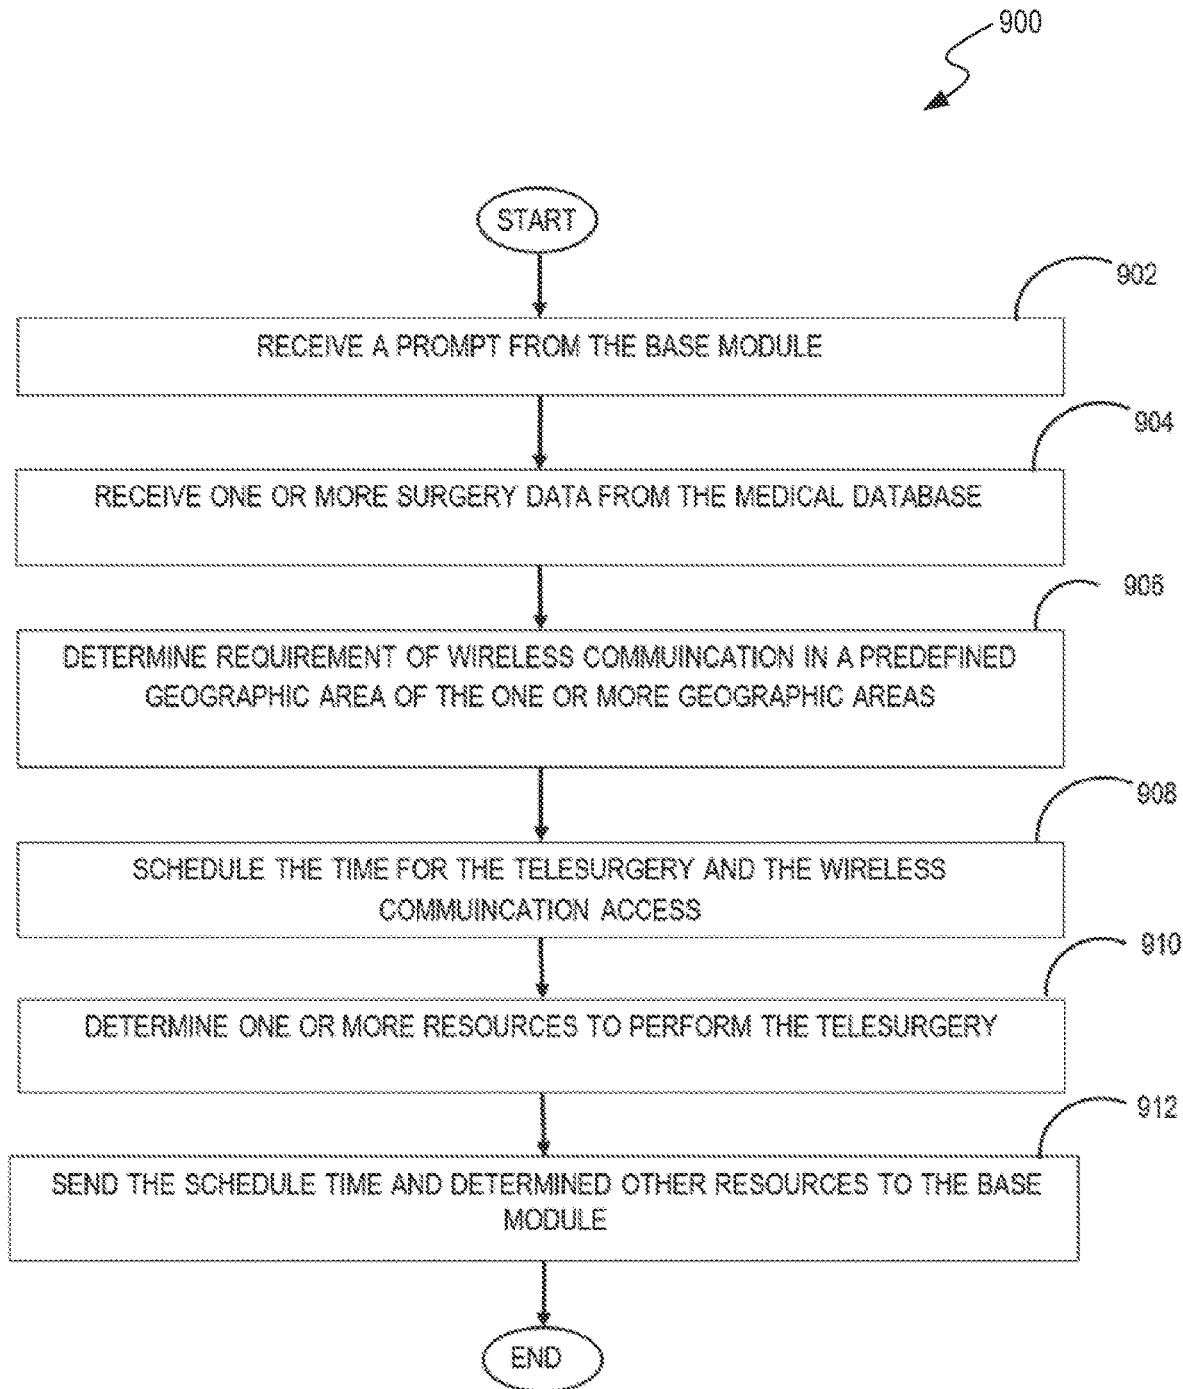 900
START
902
RECEIVE A PROMPT FROM THE BASE MODULE
904
RECEIVE ONE OR MORE SURGERY DATA FROM THE MEDICAL DATABASE
906
DETERMINE REQUIREMENT OF WIRELESS COMMUINCATION IN A PREDEFINED
GEOGRAPHIC AREA OF THE ONE OR MORE GEOGRAPHIC AREAS
908
SCHEDULE THE TIME FOR THE TELESURGERY AND THE WIRELESS
COMMUINCATION ACCESS
910
DETERMINE ONE OR MORE RESOURCES TO PERFORM THE TELESURGERY
912
SEND THE SCHEDULE TIME AND DETERMINED OTHER RESOURCES TO THE BASE
MODULE
END